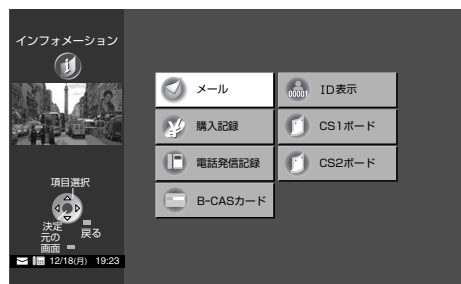 インフォメーション
メール
ID表示
00001
購入記録
CS1ボード
電話発信記録
CS2ボード
B-CASカード
項目選択
決定
戻る
元の
画面
12/18(月) 19:23